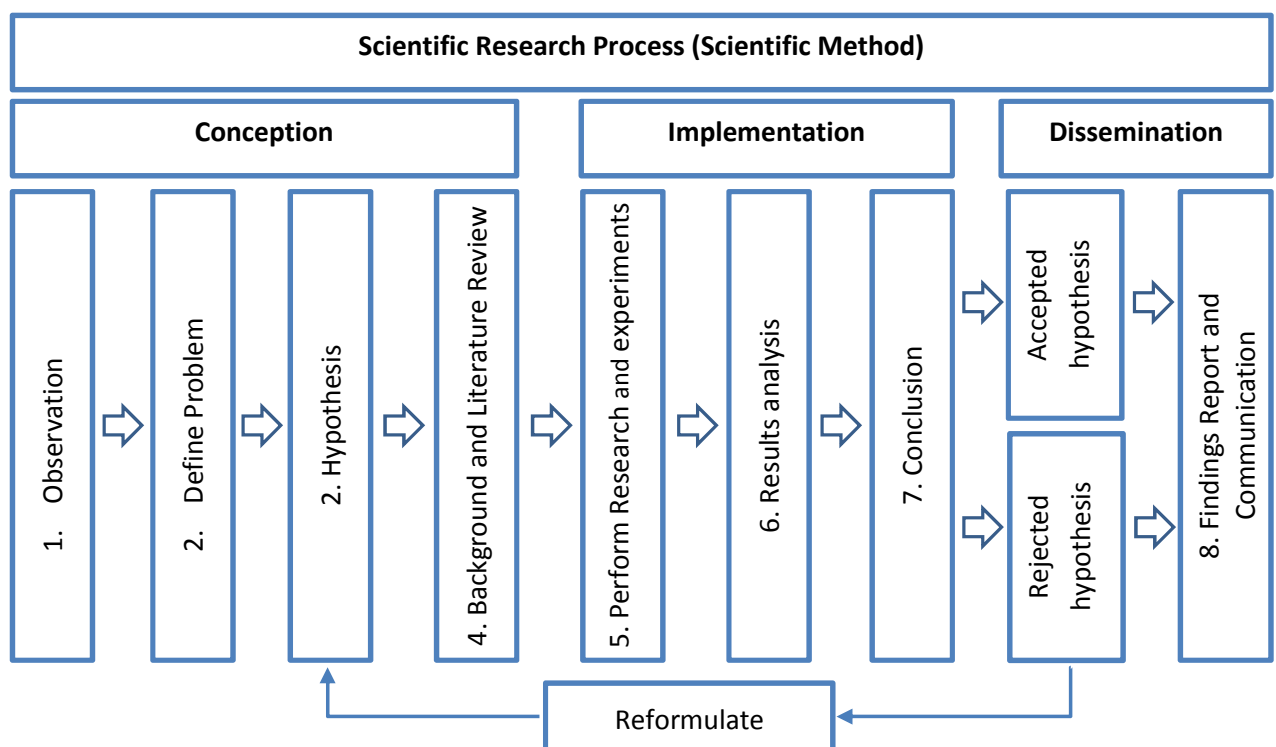 Scientific Research Process (Scientific Method)
Conception
Implementation
Dissemination
1. Observation
2. Define Problem
2. Hypothesis
4. Background and Literature Review
5. Perform Research and experiments
6. Results analysis
7. Conclusion
Accepted
hypothesis
Rejected
hypothesis
8. Findings Report and
Communication
Reformulate